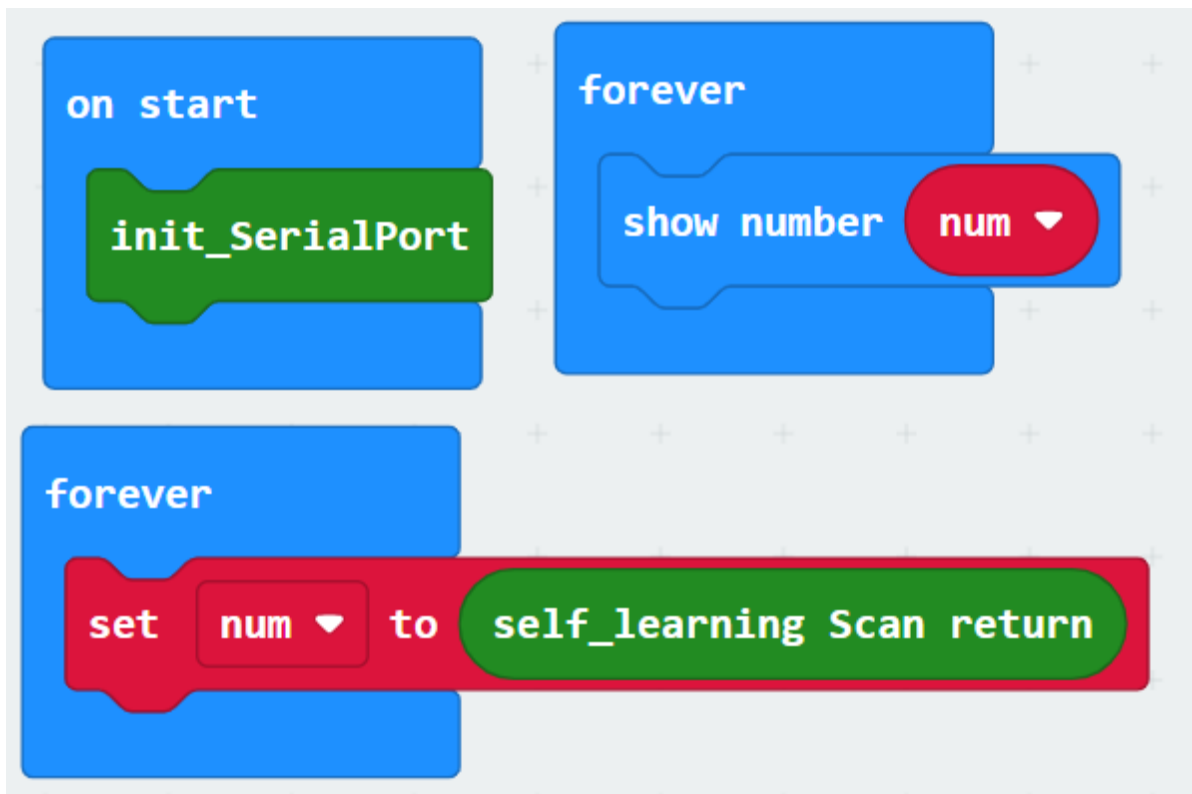 on start
init_SerialPort
forever
show number num
forever
set num to self_learning Scan return